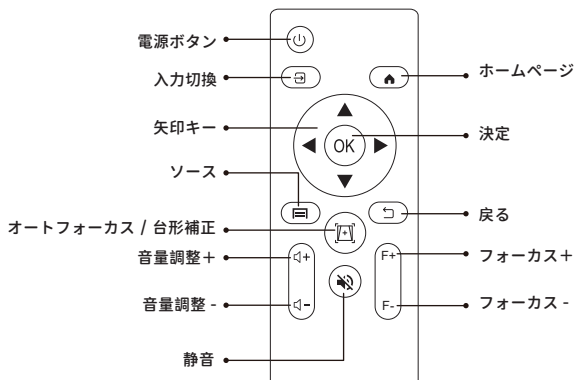 電源ボタン
入力切換
ホームページ
矢印キー
OK
決定
ソース
戻る
オートフォーカス / 台形補正
音量調整＋
+
F+
フォーカス＋
音量調整 -
-
F-
フォーカス -
静音